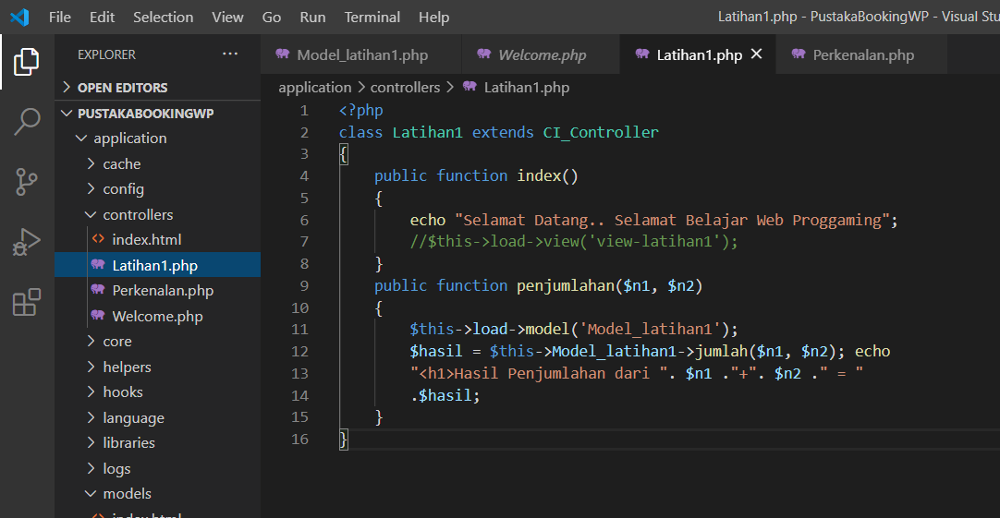 File Edit Selection View Go Run Terminal Help Latihan1.php - PustakaBookingWP - Visual Stu
EXPLORER ···
OPEN EDITORS
PUSTAKABOOKINGWP
application
cache
config
controllers
<> index.html
Latihan1.php
Perkenalan.php
Welcome.php
core
helpers
hooks
language
libraries
logs
models
<> index.html
Model_latihan1.php Welcome.php Latihan1.php × Perkenalan.php
application > controllers > Latihan1.php
1 <?php
2 class Latihan1 extends CI_Controller
3 {
4 public function index()
5 {
6 echo "Selamat Datang.. Selamat Belajar Web Proggaming";
7 //$this->load->view('view-latihan1');
8 }
9 public function penjumlahan($n1, $n2)
10 {
11 $this->load->model('Model_latihan1');
12 $hasil = $this->Model_latihan1->jumlah($n1, $n2); echo
13 "<h1>Hasil Penjumlahan dari ". $n1 ."+". $n2 ." = "
14 .$hasil;
15 }
16 }